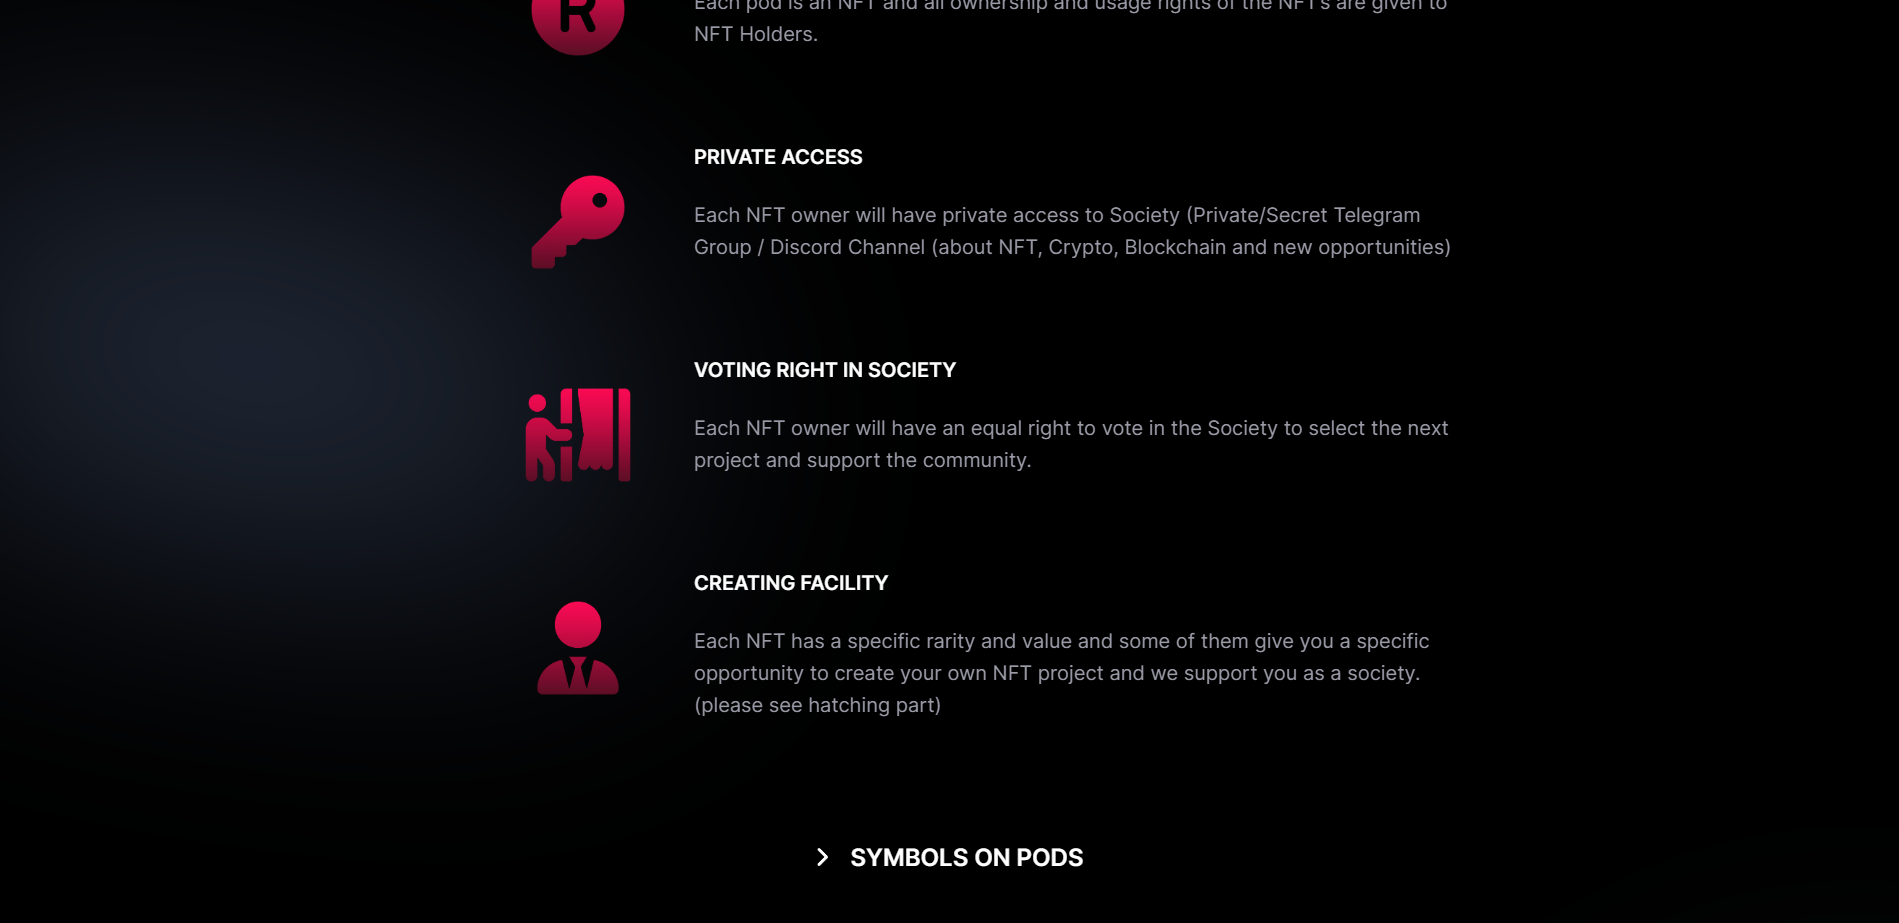 Each pod is an NFT and all ownership and usage rights of the NFT's are given to
NFT Holders.
R
PRIVATE ACCESS
Each NFT owner will have private access to Society (Private/Secret Telegram
Group / Discord Channel (about NFT, Crypto, Blockchain and new opportunities)
VOTING RIGHT IN SOCIETY
Each NFT owner will have an equal right to vote in the Society to select the next
project and support the community.
CREATING FACILITY
Each NFT has a specific rarity and value and some of them give you a specific
opportunity to create your own NFT project and we support you as a society.
(please see hatching part)
SYMBOLS ON PODS